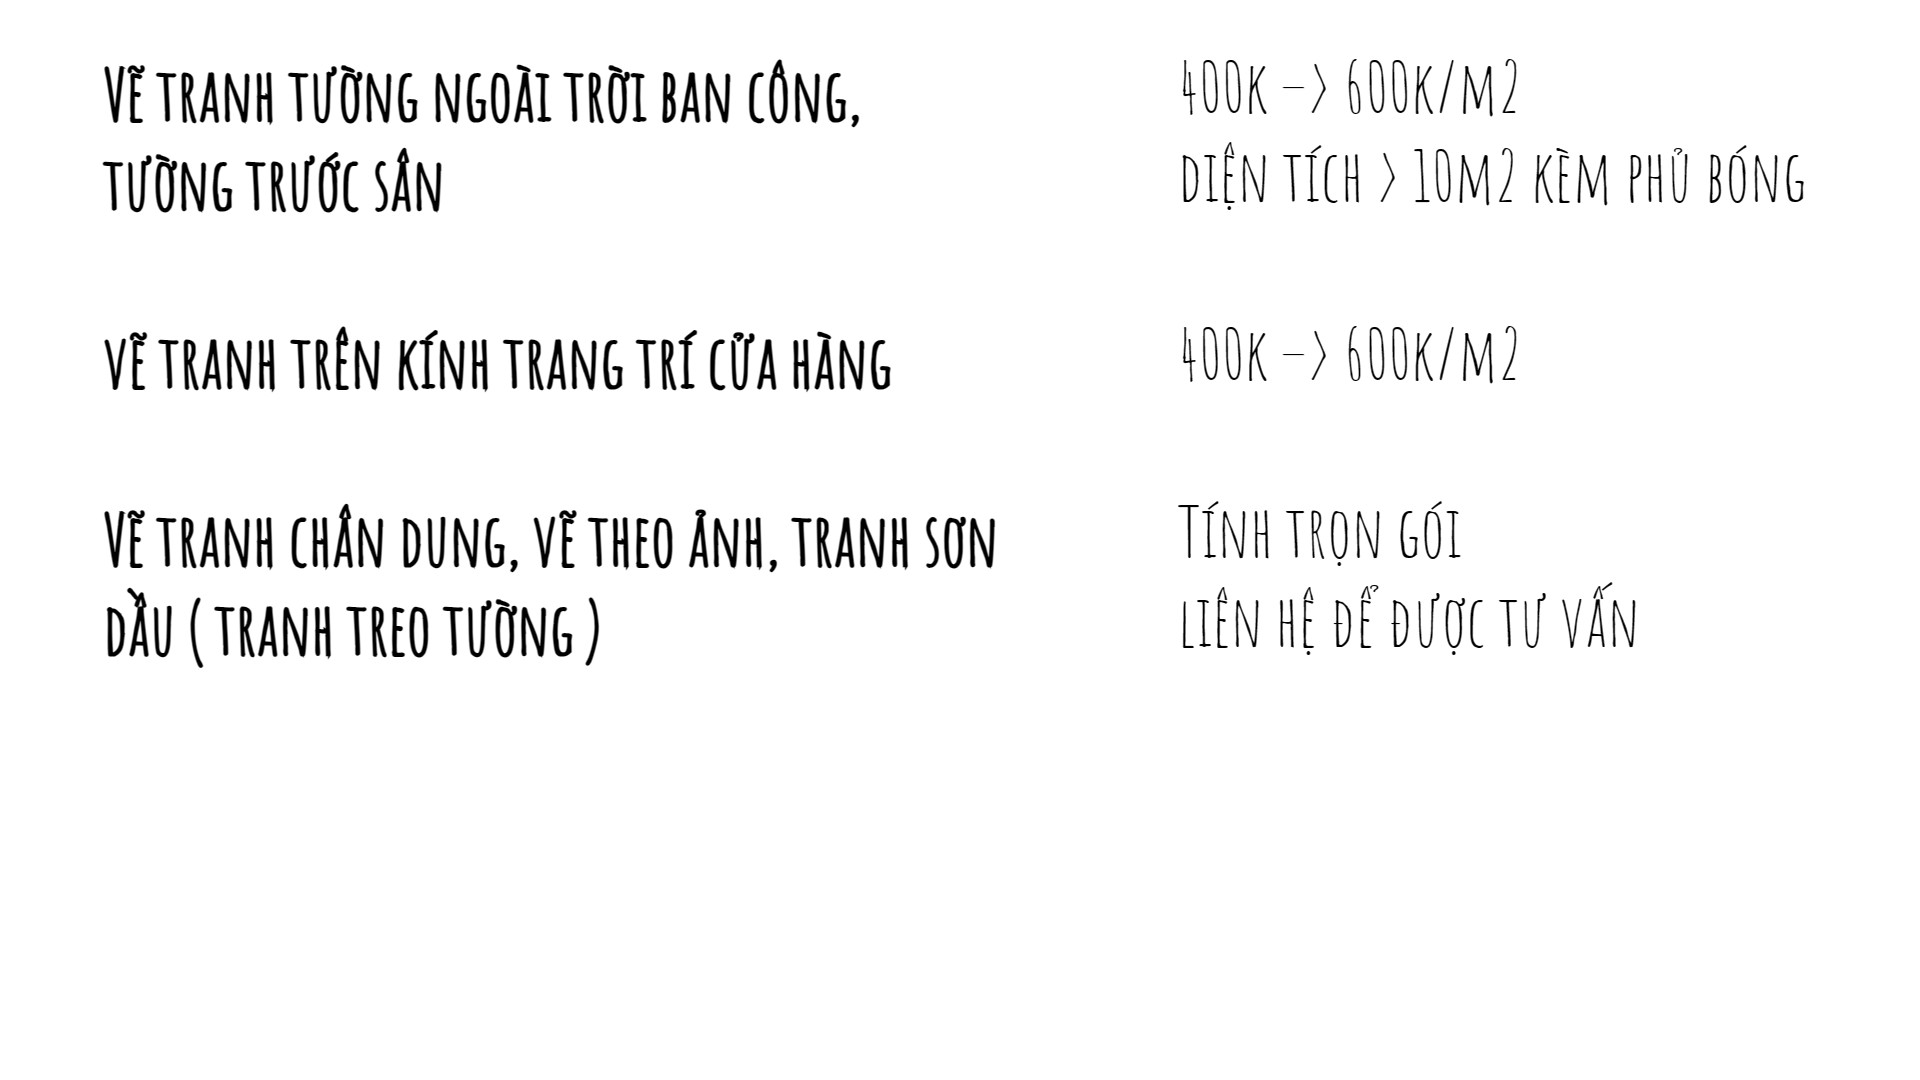 Vẽ tranh tường ngoài trời ban công,
tường trước sân
400k -> 600k/m2
diện tích > 10m2 kèm phủ bóng
vẽ tranh trên kính trang trí cửa hàng
400k -> 600k/m2
Vẽ tranh chân dung, vẽ theo ảnh, tranh sơn
dầu ( tranh treo tường )
Tính trọn gói
liên hệ để được tư vấn